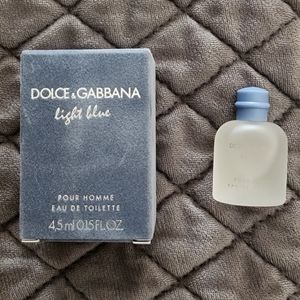 DOLCE & GABBANA
light blue
POUR HOMME
EAU DE TOILETTE
4,5 ml 0.15 FL. OZ.